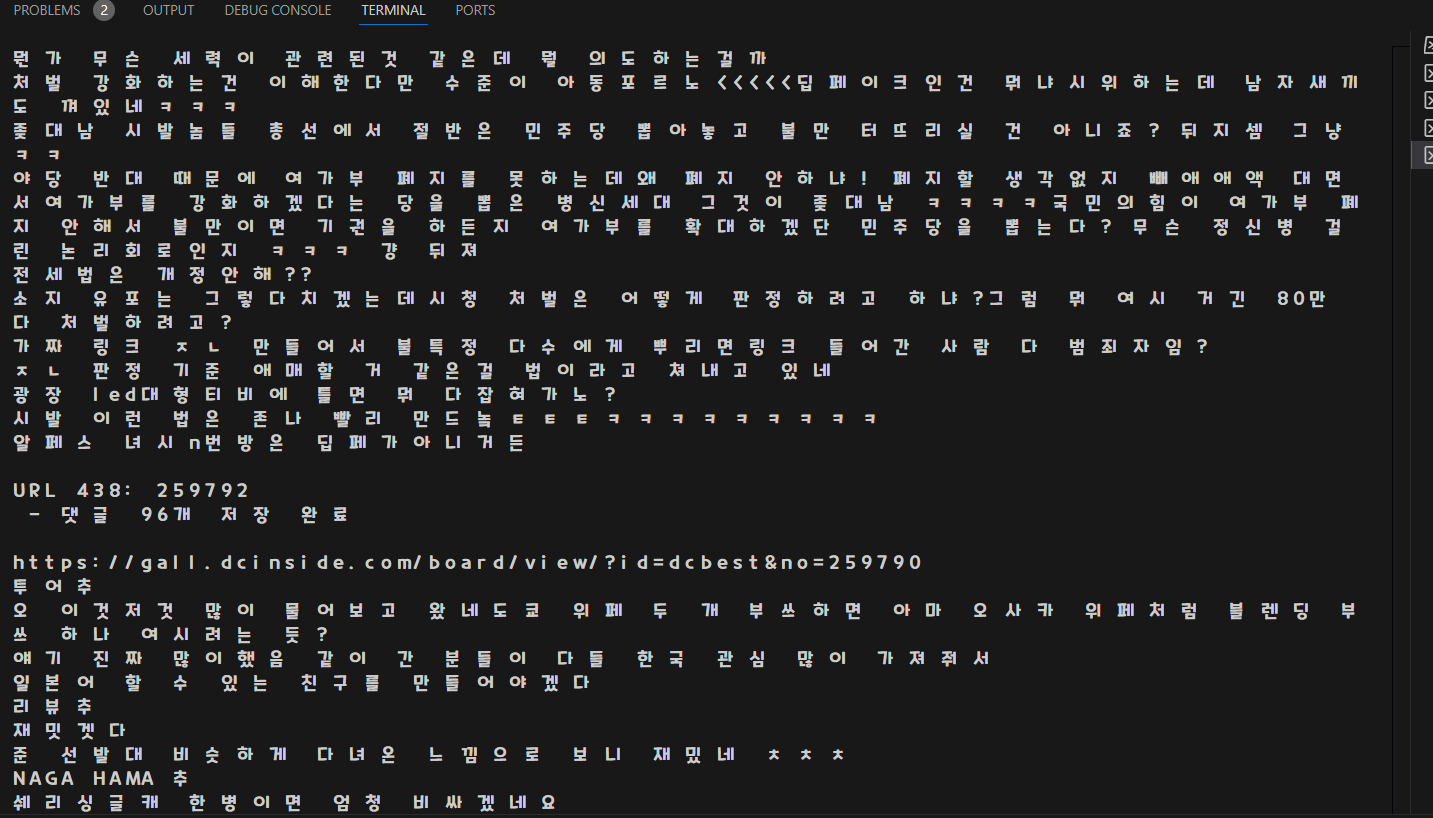 PROBLEMS 2 OUTPUT DEBUG CONSOLE TERMINAL PORTS
뭔가 무슨 세력이 관련된것 같은데 뭘 의도하는걸까
처벌 강화하는건 이해한다만 수준이 아동포르노<<<<<딥페이크인건 뭐냐시위하는데 남자새끼
도 껴있네ㅋㅋㅋ
좆대남 시발놈들 총선에서 절반은 민주당 뽑아놓고 불만 터뜨리실 건 아니죠?뒤지셈 그냥
ㅋㅋ
야당 반대 때문에 여가부 폐지를 못하는데왜 폐지 안하냐! 폐지할 생각없지 빼애애액 대면
서여가부를 강화하겠다는 당을 뽑은 병신세대 그것이 좆대남 ㅋㅋㅋㅋ국민의힘이 여가부 폐
지 안해서 불만이면 기권을 하든지 여가부를 확대하겠단 민주당을 뽑는다?무슨 정신병 걸
린 논리회로인지 ㅋㅋㅋ 걍 뒤져
전세법은 개정안해??
소지 유포는 그렇다치겠는데시청 처벌은 어떻게 판정하려고 하냐?그럼 뭐 여시 거긴 80만
다 처벌하려고?
가짜 링크 ㅈㄴ 만들어서 불특정 다수에게 뿌리면링크 들어간 사람 다 범죄자임?
ㅈㄴ 판정 기준 애매할 거 같은걸 법이라고 쳐내고 있네
광장 led대형티비에 틀면 뭐 다잡혀가노?
시발 이런 법은 존나 빨리 만드놐ㅌㅌㅌㅋㅋㅋㅋㅋㅋㅋㅋㅋ
알페스 녀시n번방은 딥페가아니거든
URL 438: 259792
- 댓글 96개 저장 완료
https://gall.dcinside.com/board/view/?id=dcbest&no=259790
투어추
오 이것저것 많이 물어보고 왔네도쿄 위페 두 개 부쓰하면 아마 오사카 위페처럼 블렌딩 부
쓰 하나 여시려는 듯?
얘기 진짜 많이했음 같이 간 분들이 다들 한국 관심 많이 가져줘서
일본어 할 수 있는 친구를 만들어야겠다
리뷰추
재밋겟다
준 선발대 비슷하게 다녀온 느낌으로 보니 재밌네 ㅊㅊㅊ
NAGA HAMA 추
쉐리싱글캐 한병이면 엄청 비싸겠네요